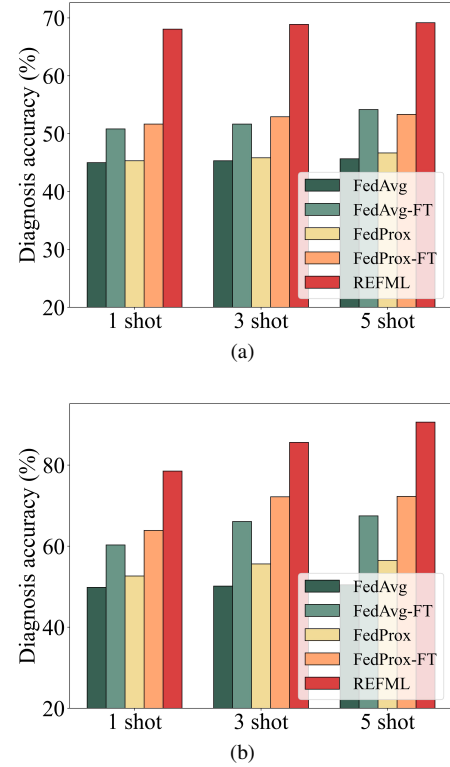 Diagnosis accuracy (%)
70
60
50
40
30
20
FedAvg
FedAvg-FT
FedProx
FedProx-FT
REFML
1 shot 3 shot 5 shot
(a)
Diagnosis accuracy (%)
80
60
40
20
FedAvg
FedAvg-FT
FedProx
FedProx-FT
REFML
1 shot 3 shot 5 shot
(b)